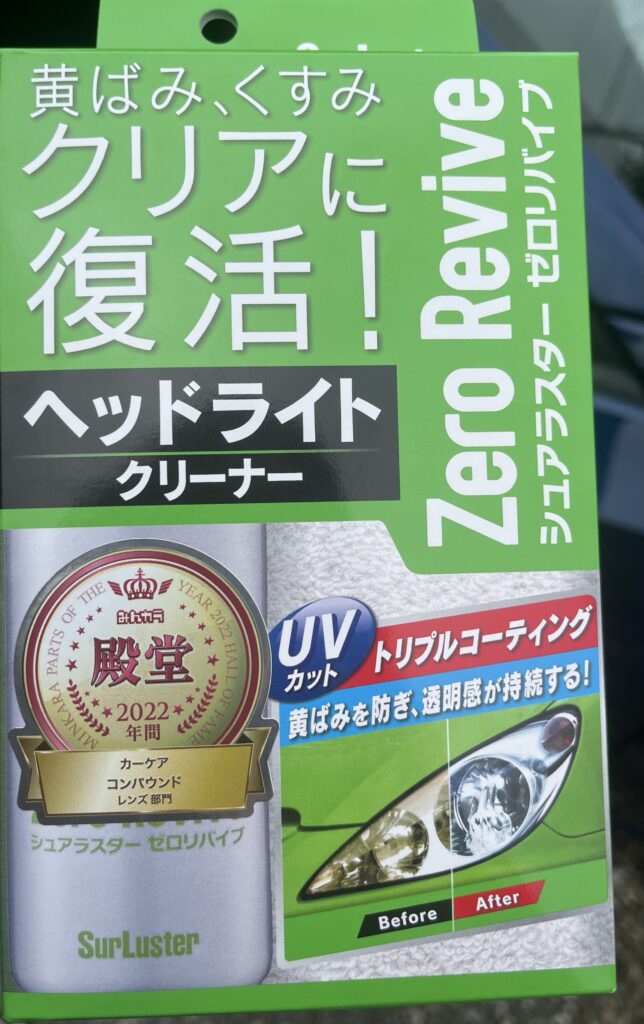 黄ばみ、くすみ
クリアに
復活！
ヘッドライト
クリーナー
Zero Revive
シュアラスター ゼロリバイブ
MINKARA PARTS OF THE YEAR 2022 HALL OF FAME
みんカラ
殿堂
2022
年間
カーケア
コンパウンド
レンズ部門
シュアラスター ゼロリバイブ
SurLuster
UV
カット
トリプルコーティング
黄ばみを防ぎ、透明感が持続する！
Before
After